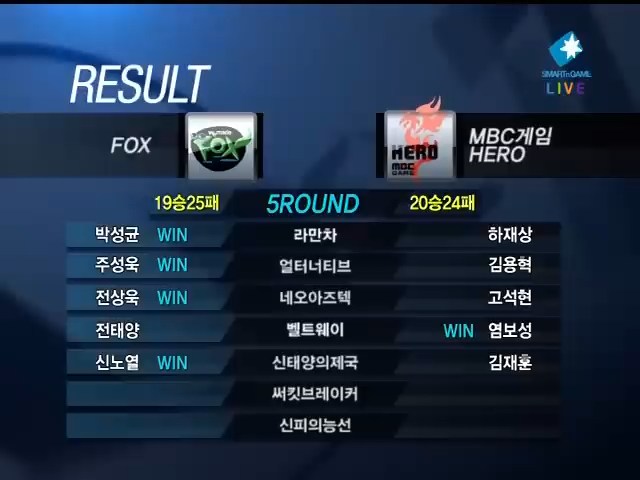 SMARTnGAME
LIVE
RESULT
FOX
FOX
HERO
MBC
GAME
MBC게임
HERO
19승25패 5ROUND 20승24패
박성균 WIN 라만차 하재상
주성욱 WIN 얼터너티브 김용혁
전상욱 WIN 네오아즈텍 고석현
전태양 벨트웨이 WIN 염보성
신노열 WIN 신태양의제국 김재훈
써킷브레이커
신피의능선